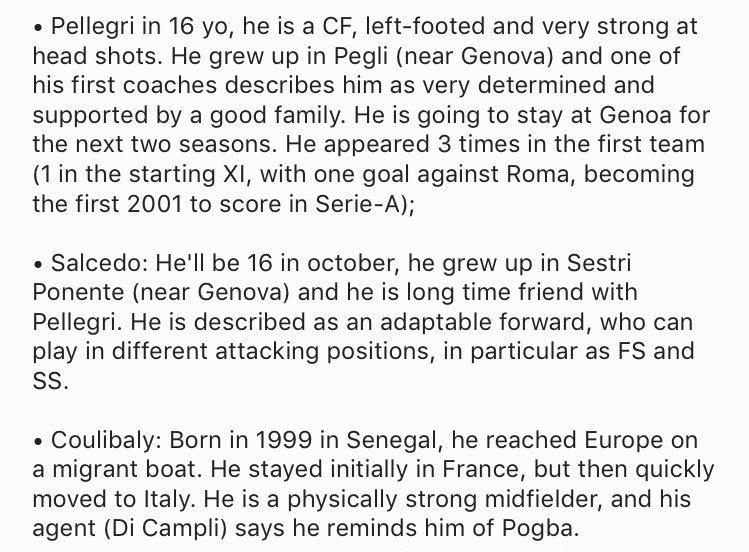 • Pellegri in 16 yo, he is a CF, left-footed and very strong at
head shots. He grew up in Pegli (near Genova) and one of
his first coaches describes him as very determined and
supported by a good family. He is going to stay at Genoa for
the next two seasons. He appeared 3 times in the first team
(1 in the starting XI, with one goal against Roma, becoming
the first 2001 to score in Serie-A);
• Salcedo: He'll be 16 in october, he grew up in Sestri
Ponente (near Genova) and he is long time friend with
Pellegri. He is described as an adaptable forward, who can
play in different attacking positions, in particular as FS and
SS.
• Coulibaly: Born in 1999 in Senegal, he reached Europe on
a migrant boat. He stayed initially in France, but then quickly
moved to Italy. He is a physically strong midfielder, and his
agent (Di Campli) says he reminds him of Pogba.